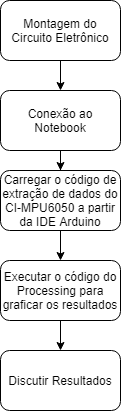 Montagem do
Circuito Eletrônico
Conexão ao
Notebook
Carregar o código de
extração de dados do
CI-MPU6050 a partir
da IDE Arduino
Executar o código do
Processing para
graficar os resultados
Discutir Resultados